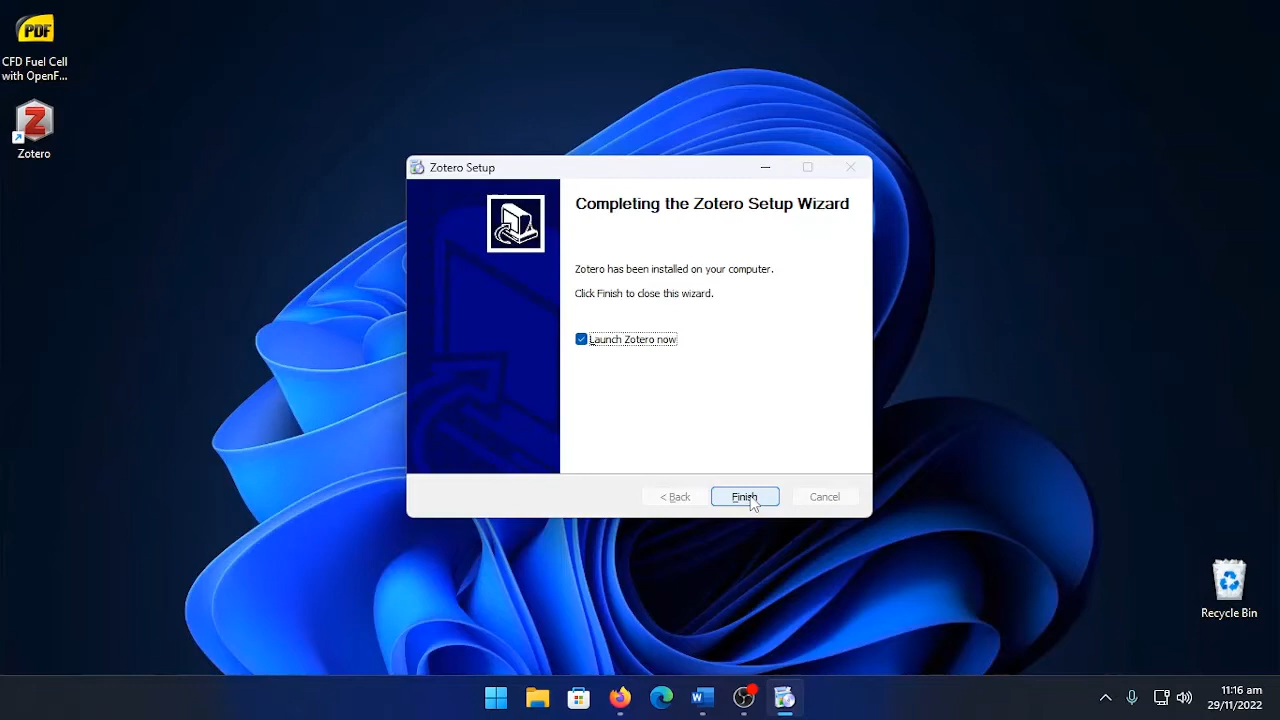 PDF
CFD Fuel Cell
with OpenF...
Z
Zotero
Zotero Setup
Completing the Zotero Setup Wizard
Zotero has been installed on your computer.
Click Finish to close this wizard.
Launch Zotero now
< Back
Finish
Cancel
Recycle Bin
W
11:16 am
29/11/2022